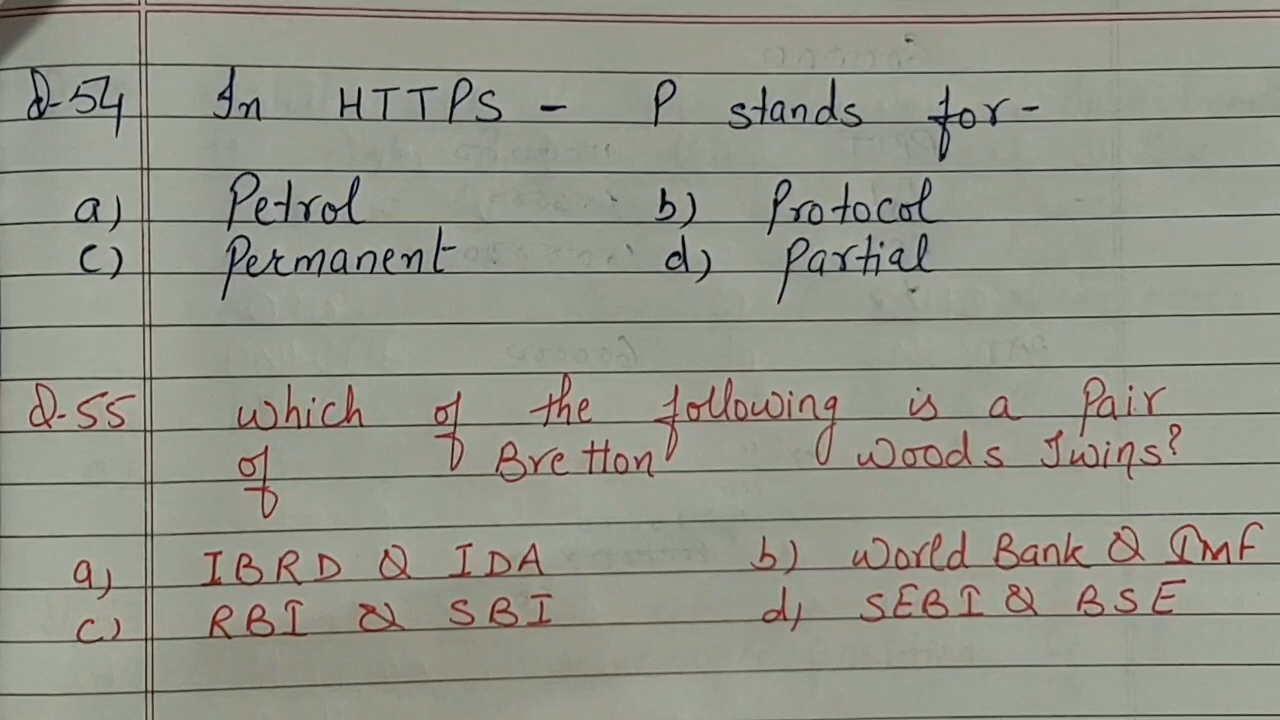 Q-54 In HTTPS - P stands for-
a) Petrol b) Protocol
c) Permanent d) Partial
Q-55 which of the following is a Pair
of Bretton Woods Twins?
a) IBRD & IDA b) World Bank & IMF
c) RBI & SBI d) SEBI & BSE